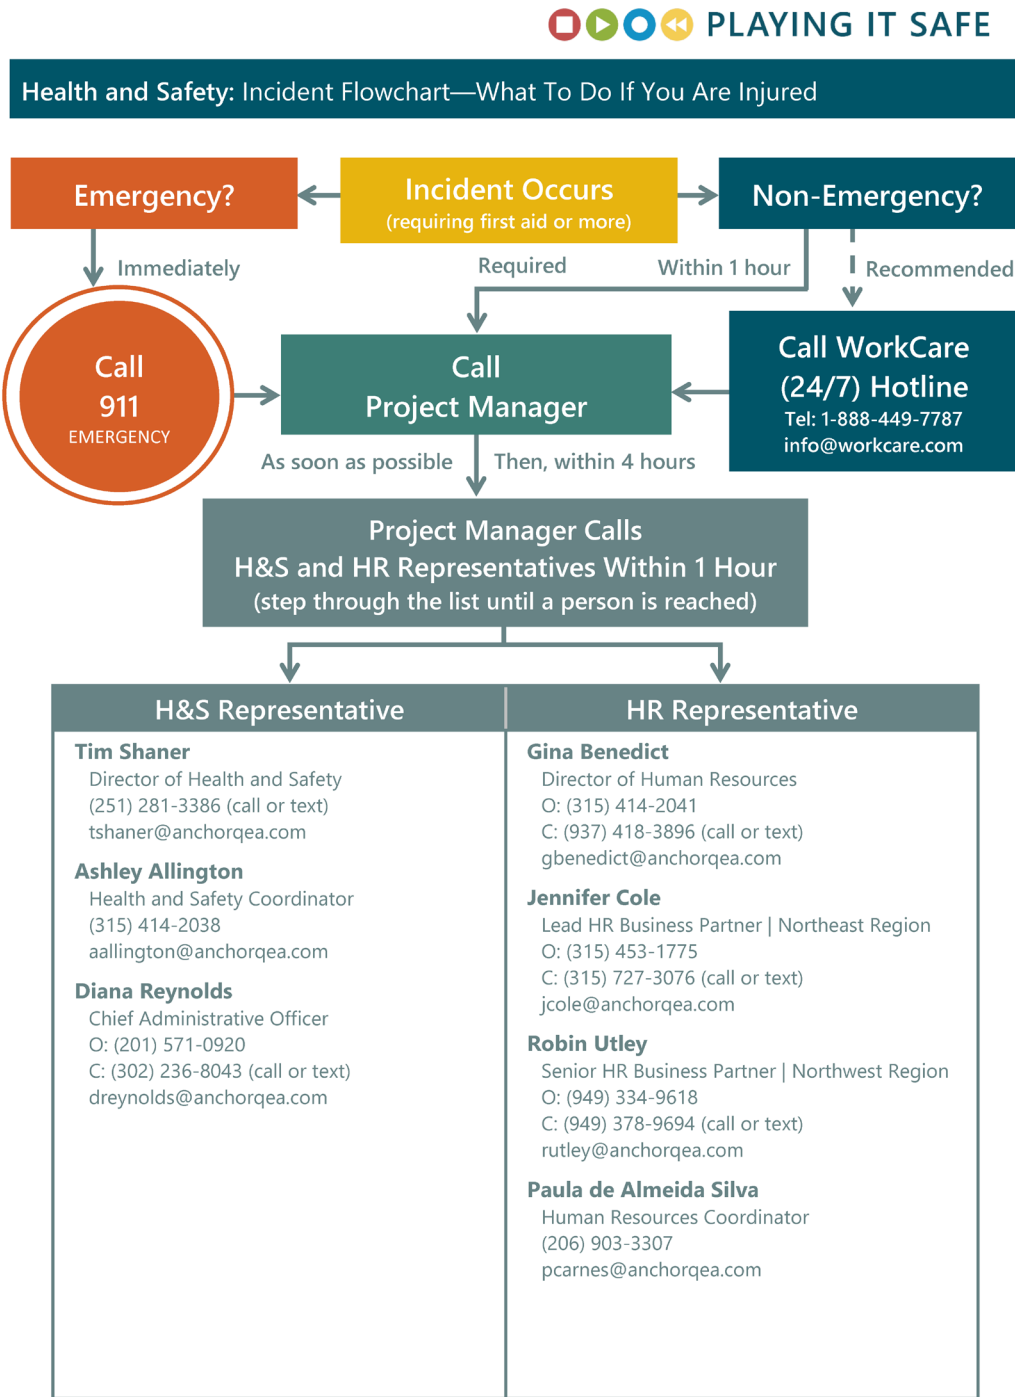 PLAYING IT SAFE
Health and Safety: Incident Flowchart—What To Do If You Are Injured
Emergency?
Incident Occurs
(requiring first aid or more)
Non-Emergency?
Immediately
Required
Within 1 hour
Recommended
Call
911
EMERGENCY
Call
Project Manager
Call WorkCare
(24/7) Hotline
Tel: 1-888-449-7787
info@workcare.com
As soon as possible
Then, within 4 hours
Project Manager Calls
H&S and HR Representatives Within 1 Hour
(step through the list until a person is reached)
H&S Representative
Tim Shaner
Director of Health and Safety
(251) 281-3386 (call or text)
tshaner@anchorqea.com
Ashley Allington
Health and Safety Coordinator
(315) 414-2038
aallington@anchorqea.com
Diana Reynolds
Chief Administrative Officer
O: (201) 571-0920
C: (302) 236-8043 (call or text)
dreynolds@anchorqea.com
HR Representative
Gina Benedict
Director of Human Resources
O: (315) 414-2041
C: (937) 418-3896 (call or text)
gbenedict@anchorqea.com
Jennifer Cole
Lead HR Business Partner | Northeast Region
O: (315) 453-1775
C: (315) 727-3076 (call or text)
jcole@anchorqea.com
Robin Utley
Senior HR Business Partner | Northwest Region
O: (949) 334-9618
C: (949) 378-9694 (call or text)
rutley@anchorqea.com
Paula de Almeida Silva
Human Resources Coordinator
(206) 903-3307
pcarnes@anchorqea.com